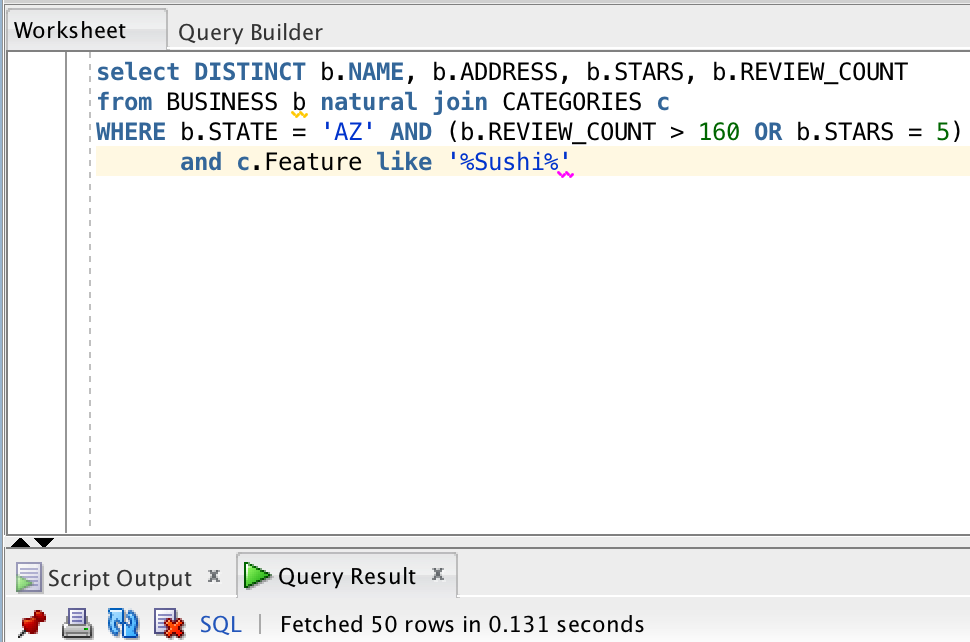 Worksheet
Query Builder
select DISTINCT b.NAME, b.ADDRESS, b.STARS, b.REVIEW_COUNT
from BUSINESS b natural join CATEGORIES c
WHERE b.STATE = 'AZ' AND (b.REVIEW_COUNT > 160 OR b.STARS = 5)
and c.Feature like '%Sushi%'
Script Output x
Query Result x
SQL | Fetched 50 rows in 0.131 seconds